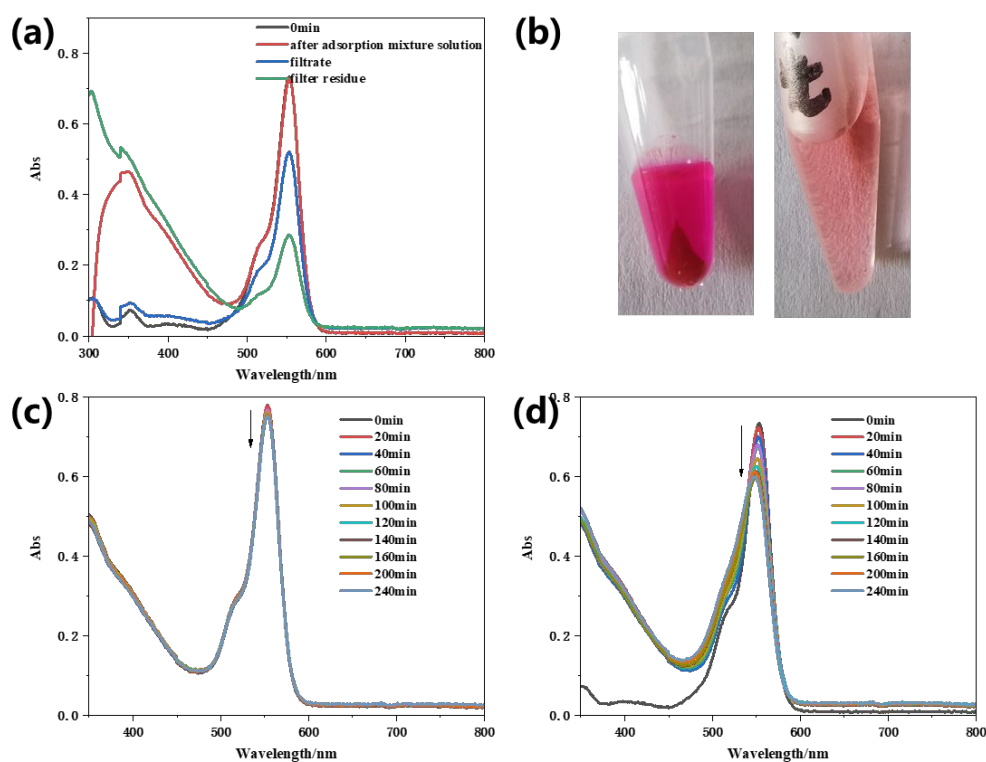 (a)
0.8
0.6
0.4
0.2
0.0
Abs
300 400 500 600 700 800
Wavelength/nm
0min
after adsorption mixture solution
filtrate
filter residue
(b)
E
(c)
0.8
0.6
0.4
0.2
0.0
Abs
400 500 600 700 800
Wavelength/nm
0min
20min
40min
60min
80min
100min
120min
140min
160min
200min
240min
(d)
0.8
0.6
0.4
0.2
0.0
Abs
400 500 600 700 800
Wavelength/nm
0min
20min
40min
60min
80min
100min
120min
140min
160min
200min
240min